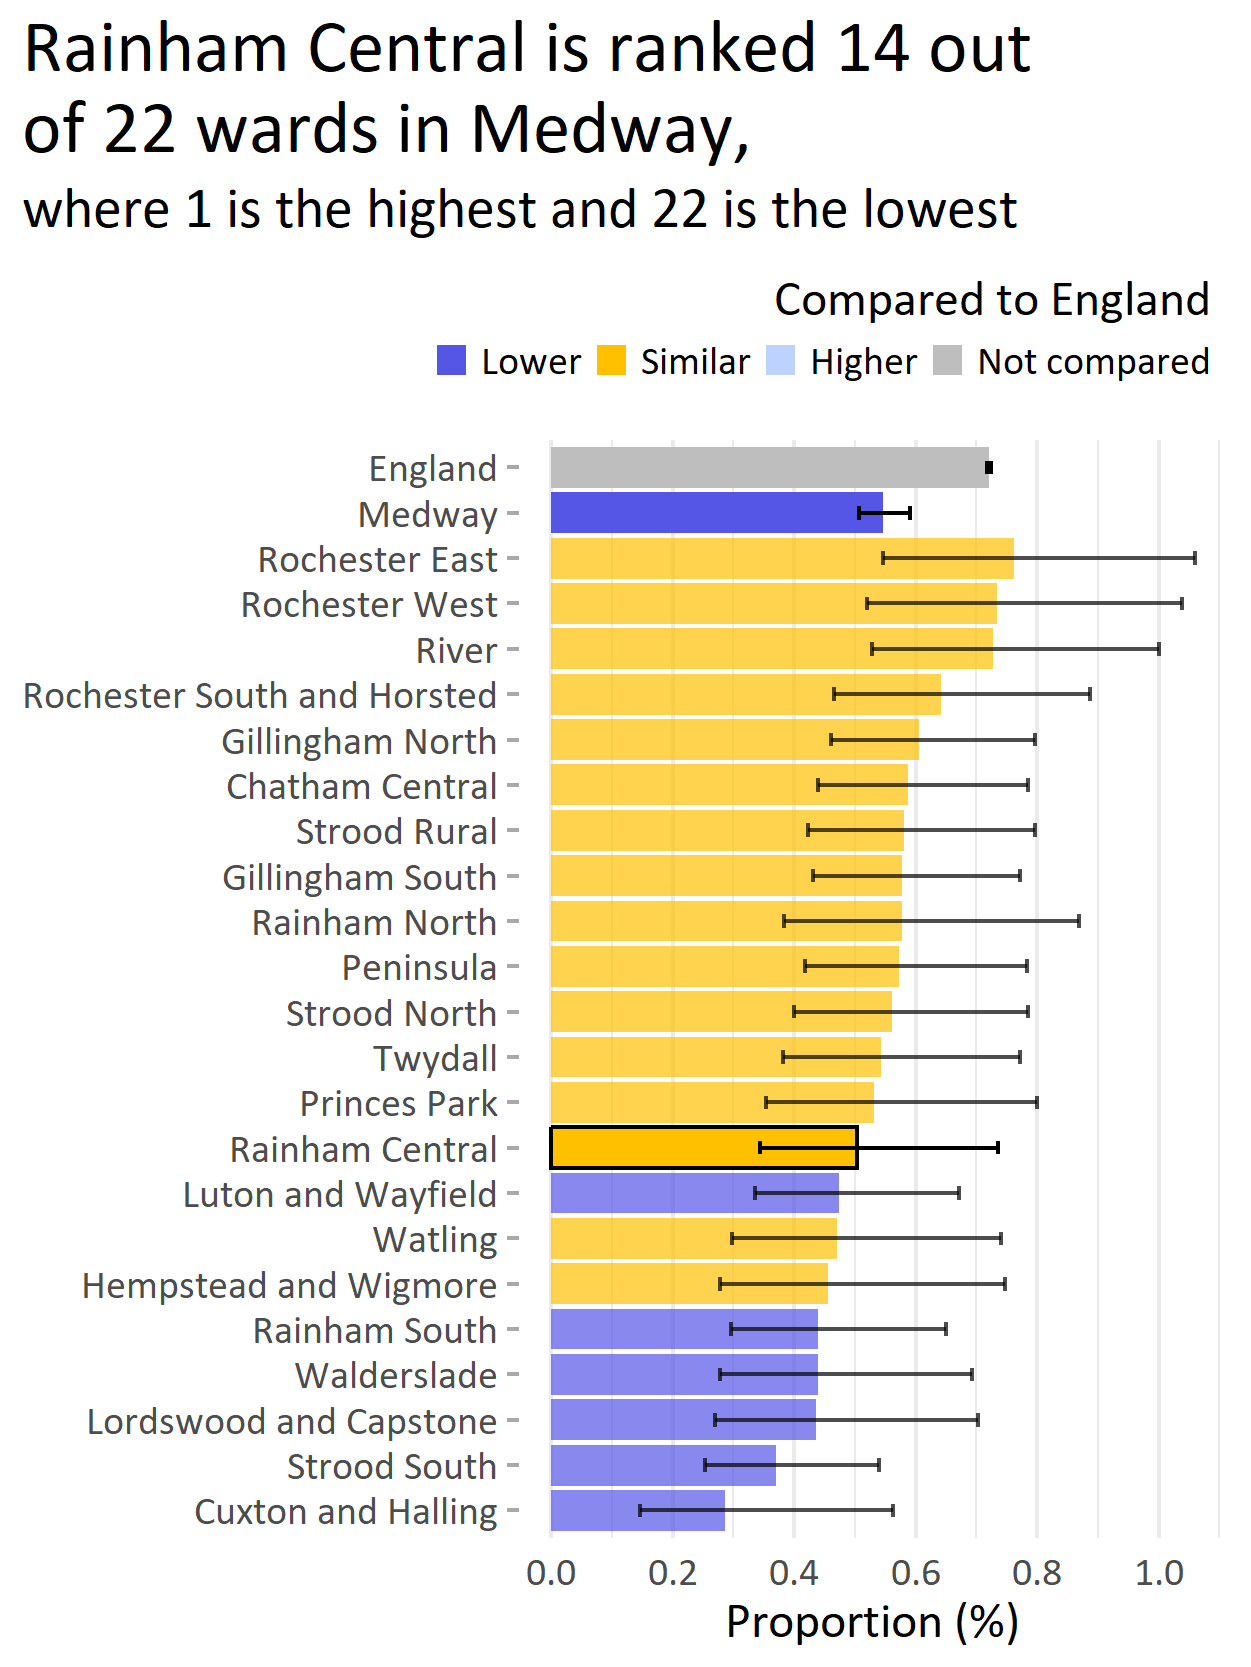 Rainham Central is ranked 14 out
of 22 wards in Medway,
where 1 is the highest and 22 is the lowest
Compared to England
Lower Similar Higher Not compared
England
Medway
Rochester East
Rochester West
River
Rochester South and Horsted
Gillingham North
Chatham Central
Strood Rural
Gillingham South
Rainham North
Peninsula
Strood North
Twydall
Princes Park
Rainham Central
Luton and Wayfield
Watling
Hempstead and Wigmore
Rainham South
Walderslade
Lordswood and Capstone
Strood South
Cuxton and Halling
0.0 0.2 0.4 0.6 0.8 1.0
Proportion (%)